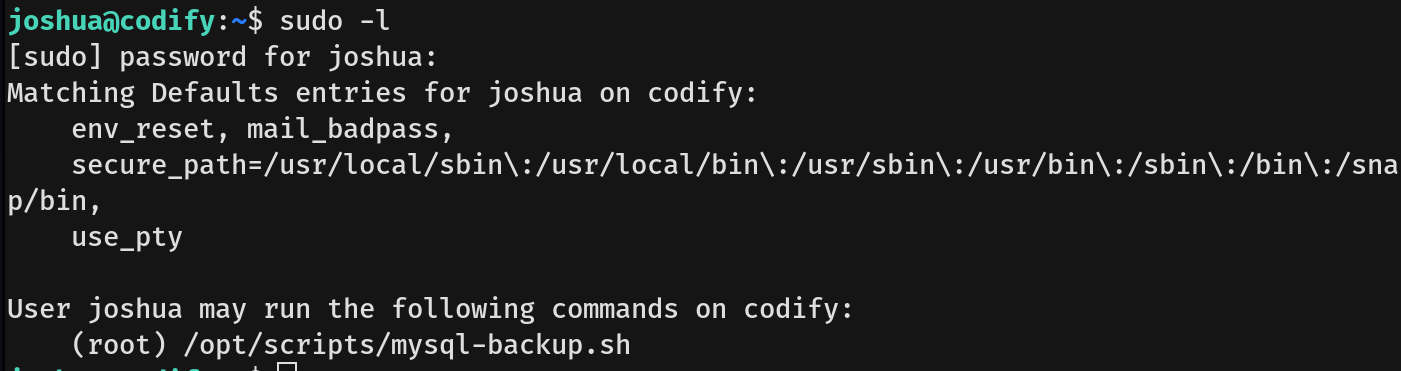 joshua@codify:~$ sudo -l
[sudo] password for joshua:
Matching Defaults entries for joshua on codify:
    env_reset, mail_badpass,
    secure_path=/usr/local/sbin\:/usr/local/bin\:/usr/sbin\:/usr/bin\:/sbin\:/bin\:/sna
p/bin,
    use_pty

User joshua may run the following commands on codify:
    (root) /opt/scripts/mysql-backup.sh